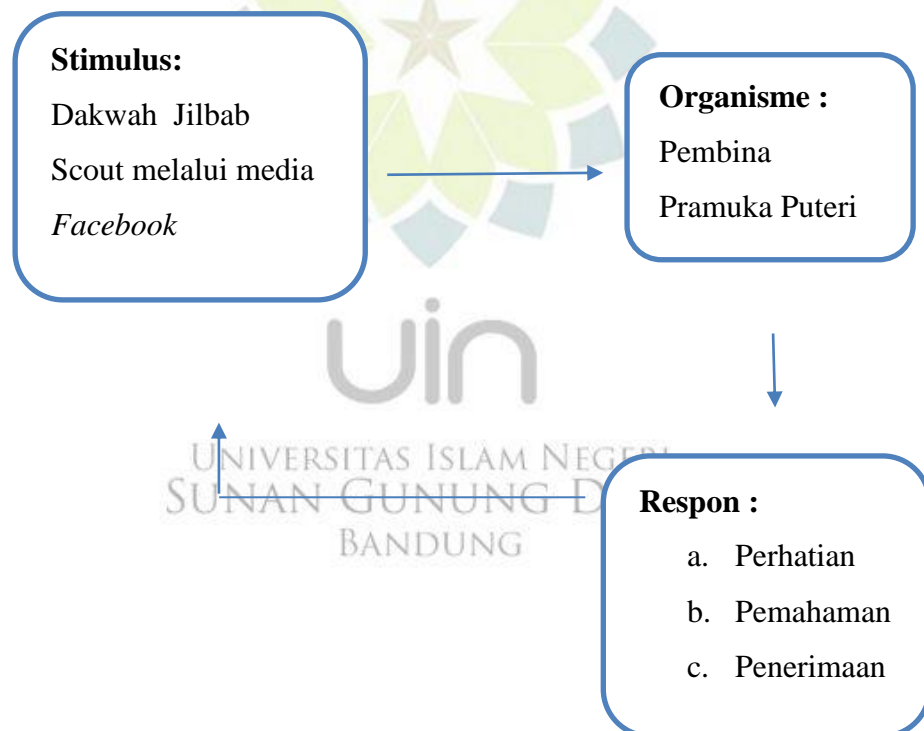 Stimulus:
Dakwah Jilbab
Scout melalui media
Facebook
Organisme :
Pembina
Pramuka Puteri
uin
UNIVERSITAS ISLAM NEGERI
SUNAN GUNUNG D
BANDUNG
Respon :
a. Perhatian
b. Pemahaman
c. Penerimaan